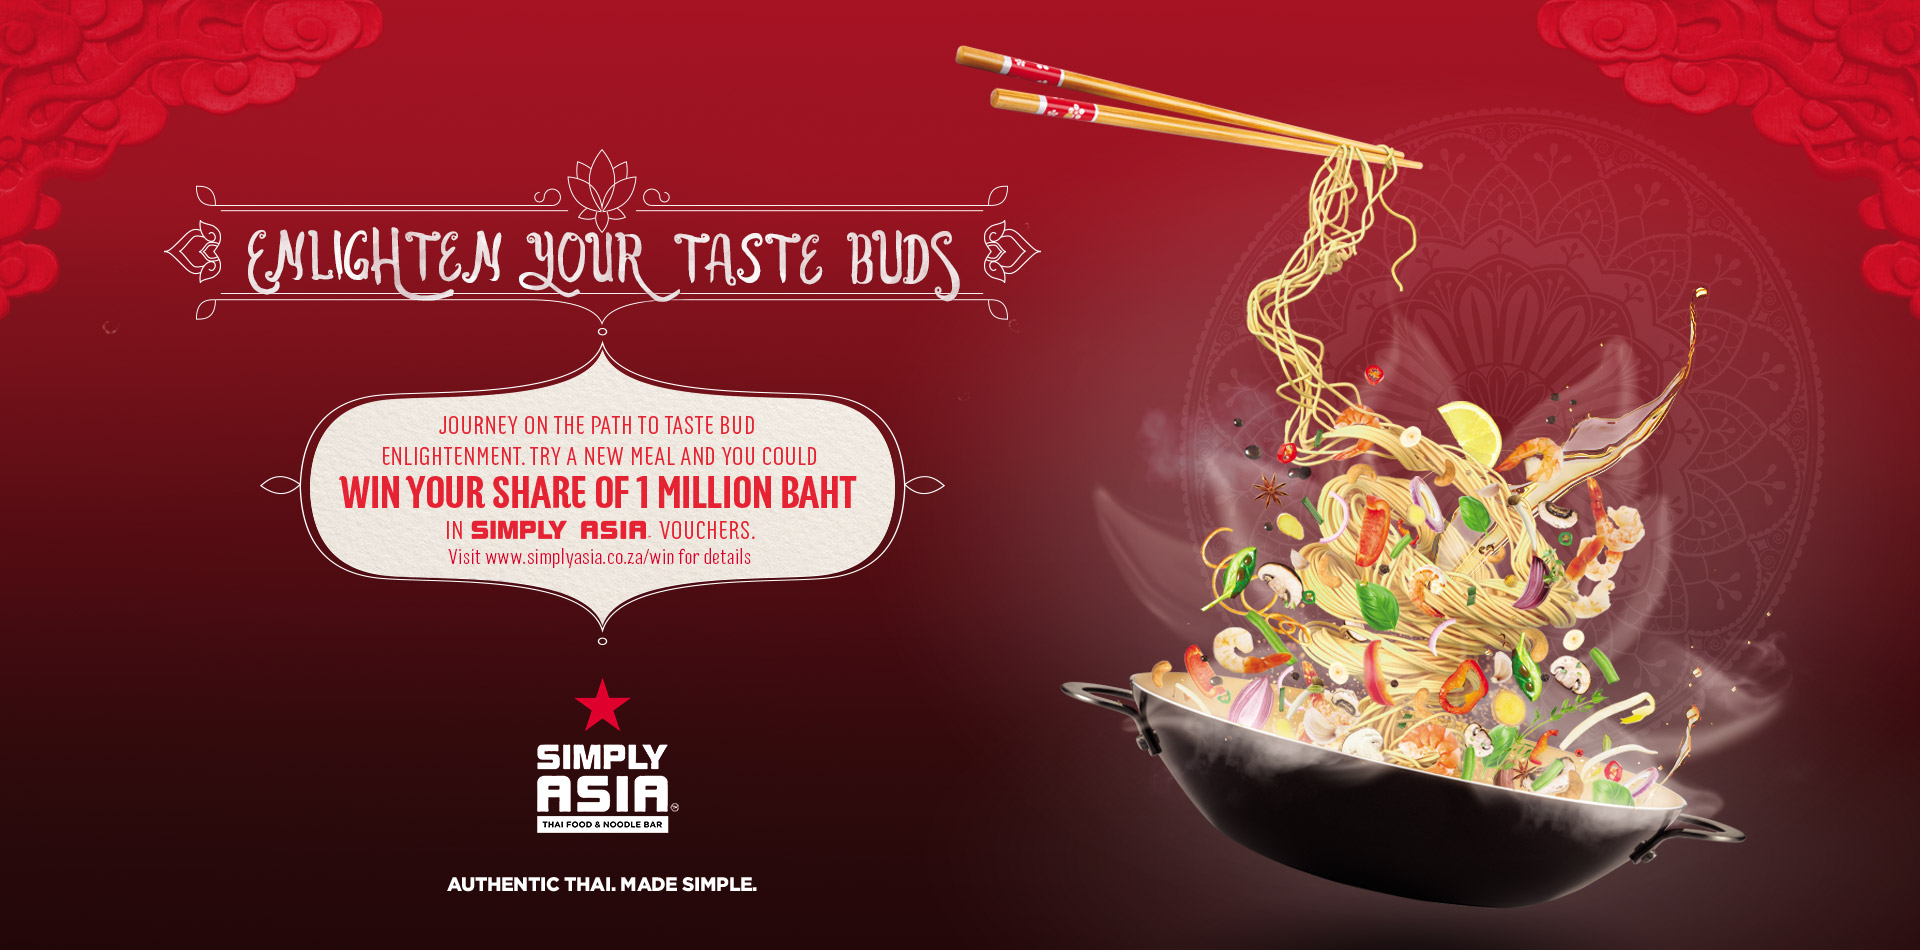 ENLIGHTEN YOUR TASTE BUDS
JOURNEY ON THE PATH TO TASTE BUD
ENLIGHTENMENT. TRY A NEW MEAL AND YOU COULD
WIN YOUR SHARE OF 1 MILLION BAHT
IN SIMPLY ASIA VOUCHERS.
Visit www.simplyasia.co.za/win for details
SIMPLY
ASIA
THAI FOOD & NOODLE BAR
AUTHENTIC THAI. MADE SIMPLE.